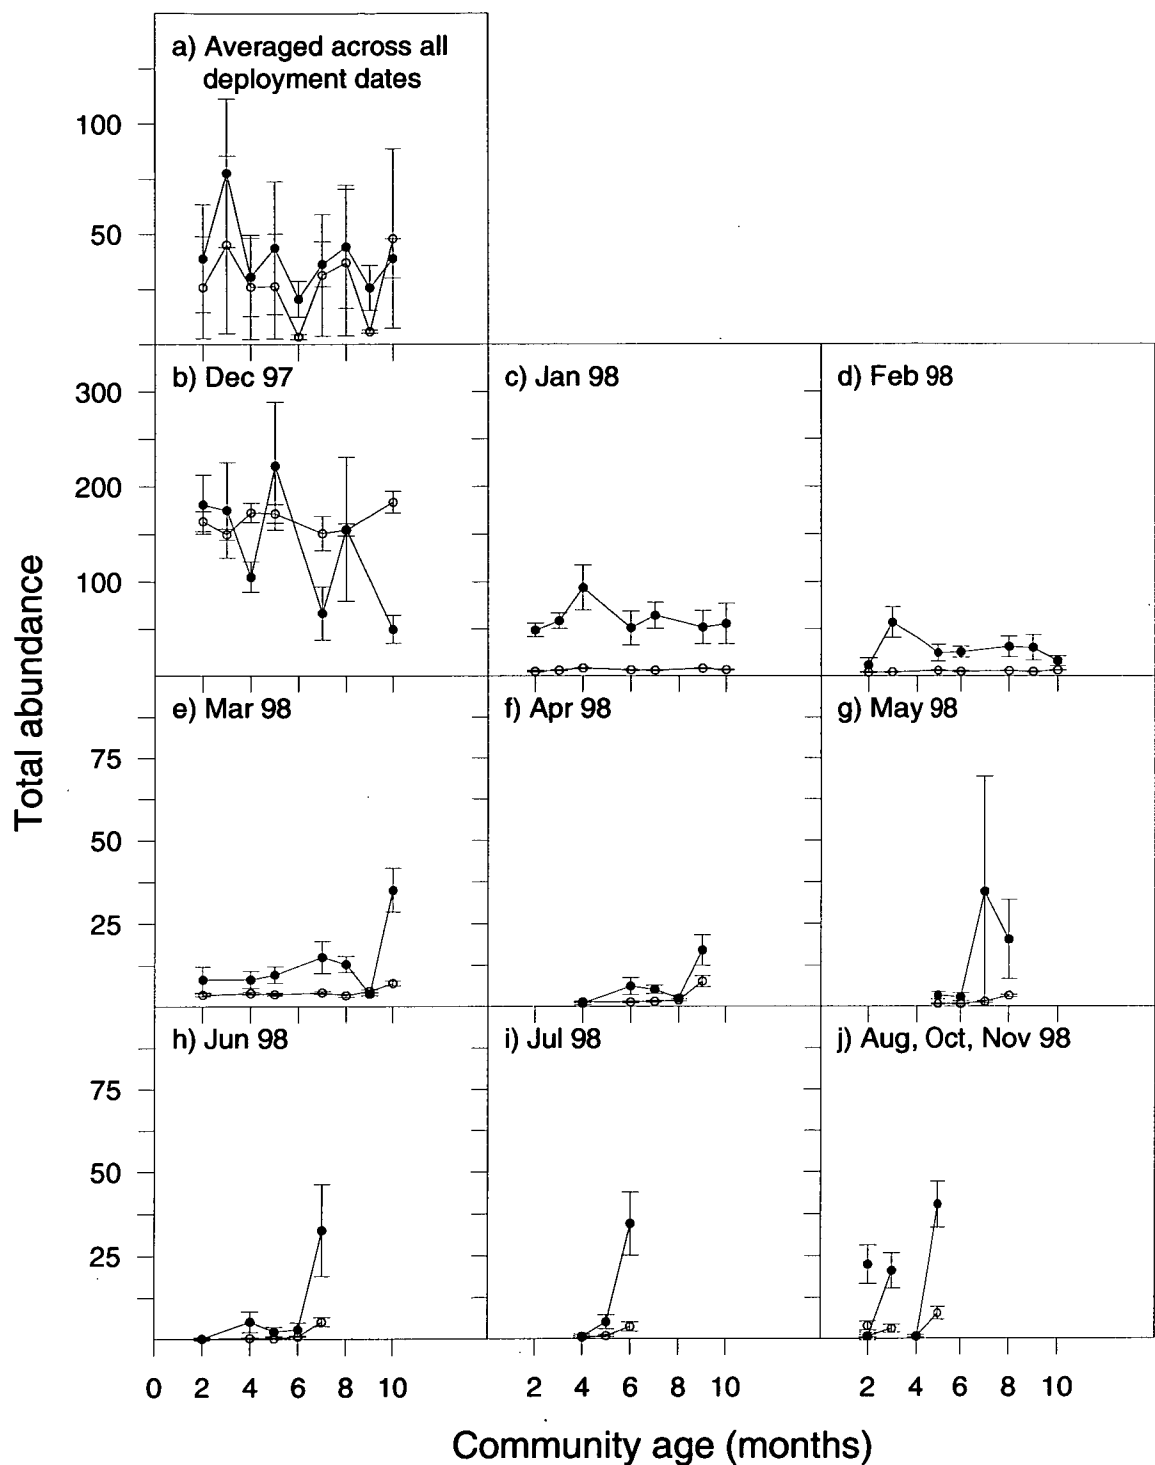 a) Averaged across all
deployment dates
100
50
b) Dec 97
c) Jan 98
d) Feb 98
300
200
100
e) Mar 98
f) Apr 98
g) May 98
75
50
25
h) Jun 98
i) Jul 98
j) Aug, Oct, Nov 98
75
50
25
0 2 4 6 8 10
2 4 6 8 10
2 4 6 8 10
Total abundance
Community age (months)